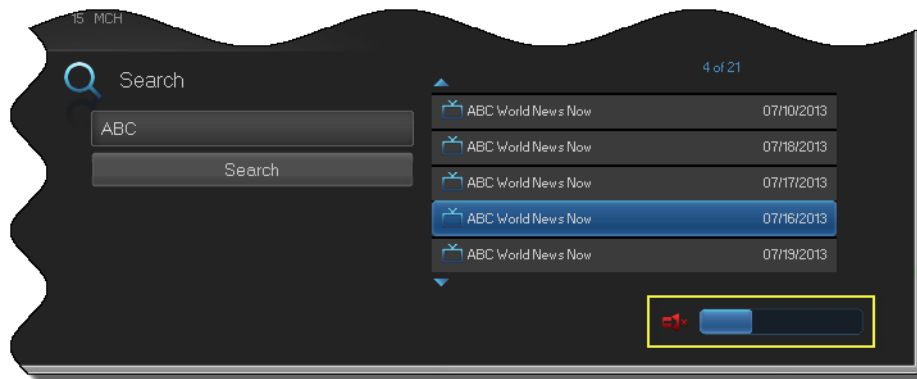 15 MCH
Search
ABC
Search
4 of 21
ABC World News Now 07/10/2013
ABC World News Now 07/18/2013
ABC World News Now 07/17/2013
ABC World News Now 07/16/2013
ABC World News Now 07/19/2013